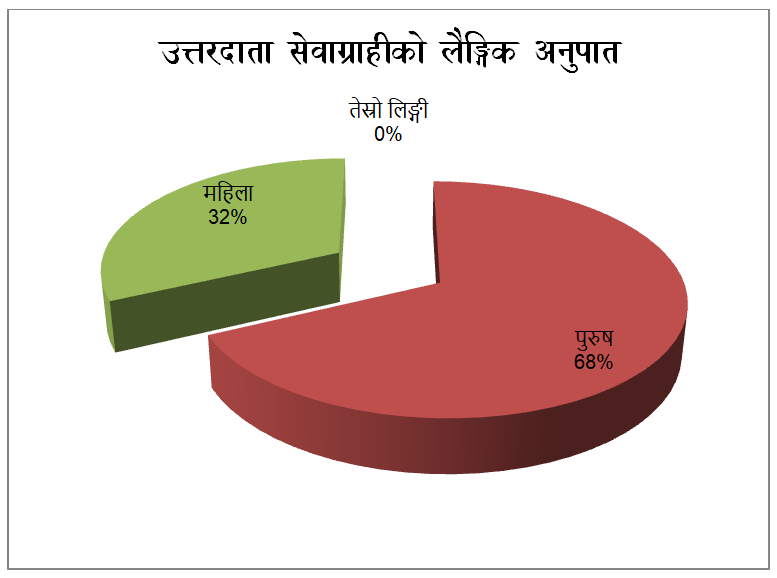 उत्तरदाता सेवाग्राहीको लैङ्गिक अनुपात
तेस्रो लिङ्गी
0%
महिला
32%
पुरुष
68%